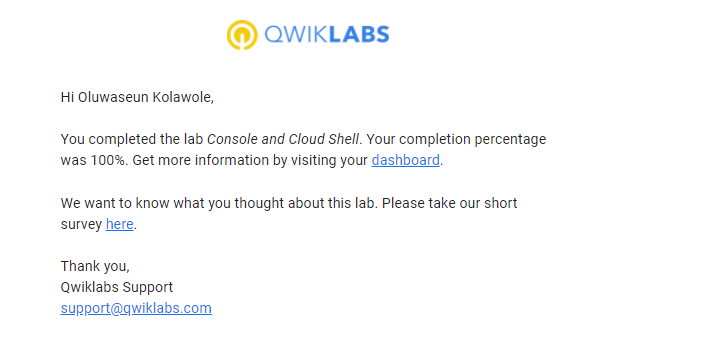 QWIKLABS
Hi Oluwaseun Kolawole,
You completed the lab Console and Cloud Shell. Your completion percentage
was 100%. Get more information by visiting your dashboard.
We want to know what you thought about this lab. Please take our short
survey here.
Thank you,
Qwiklabs Support
support@qwiklabs.com